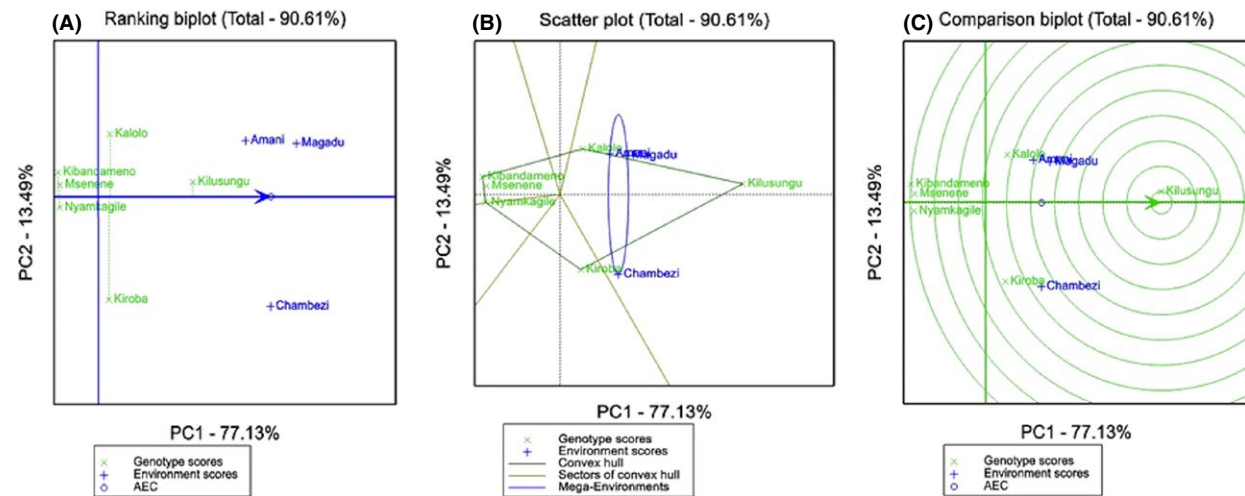 (A)
Ranking biplot (Total - 90.61%)
PC2 - 13.49%
Kalolo
Amani
Magadu
Kibandameno
Msenene
Kilusungu
Nyamkagile
Kiroba
Chambezi
PC1 - 77.13%
Genotype scores
Environment scores
AEC
(B)
Scatter plot (Total - 90.61%)
PC2 - 13.49%
Kalolo
Amani
Magadu
Kibandameno
Msenene
Kilusungu
Nyamkagile
Kiroba
Chambezi
PC1 - 77.13%
Genotype scores
Environment scores
Convex hull
Sectors of convex hull
Mega-Environments
(C)
Comparison biplot (Total - 90.61%)
PC2 - 13.49%
Kalolo
Amani
Magadu
Kibandameno
Msenene
Kilusungu
Nyamkagile
Kiroba
Chambezi
PC1 - 77.13%
Genotype scores
Environment scores
AEC